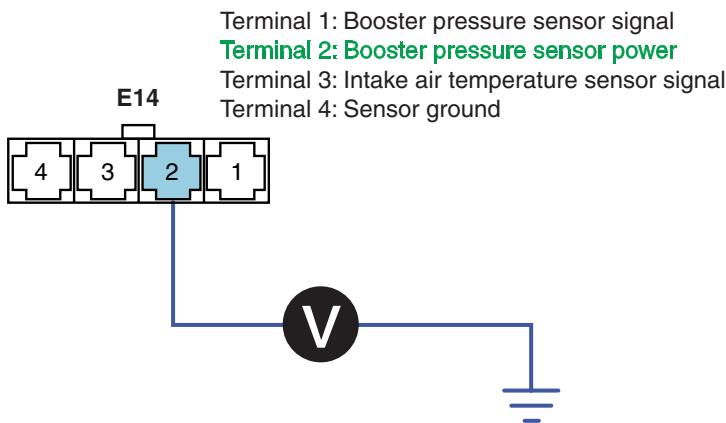 Terminal 1: Booster pressure sensor signal
Terminal 2: Booster pressure sensor power
Terminal 3: Intake air temperature sensor signal
Terminal 4: Sensor ground
E14
4 3 2 1
V